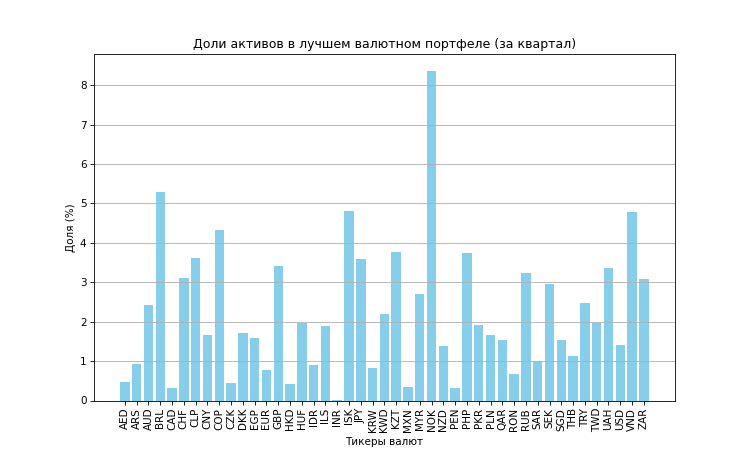 Доли активов в лучшем валютном портфеле (за квартал)
Доля (%)
8
7
6
5
4
3
2
1
0
AED ARS AUD BRL CAD CHF CLP CNY COP CZK DKK EGP EUR GBP HKD HUF IDR ILS INR ISK JPY KRW KWD KZT MXN MYR NOK NZD PEN PHP PKR PLN QAR RON RUB SAR SEK SGD THB TRY TWD UAH USD VND ZAR
Тикеры валют